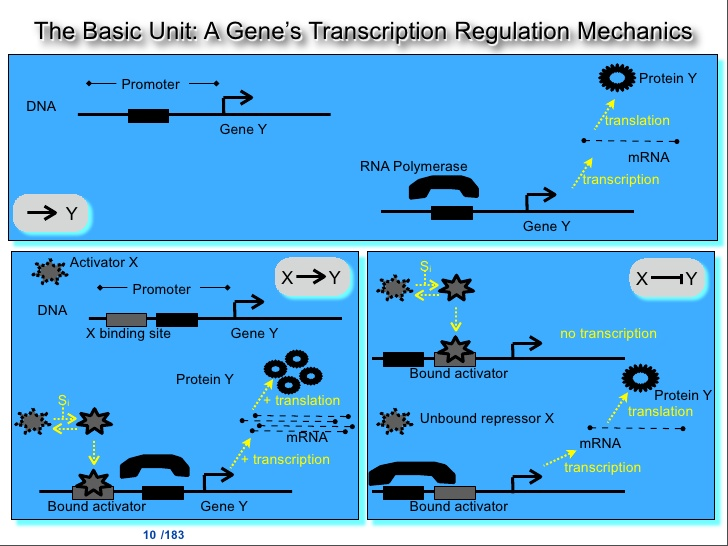 The Basic Unit: A Gene's Transcription Regulation Mechanics
Promoter
DNA
Gene Y
Protein Y
translation
mRNA
RNA Polymerase
transcription
Gene Y
Y
Activator X
X Y
Promoter
DNA
X binding site
Gene Y
Protein Y
Si
+ translation
mRNA
+ transcription
Bound activator
Gene Y
Si
X Y
no transcription
Bound activator
Protein Y
translation
Unbound repressor X
mRNA
transcription
Bound activator
10 /183